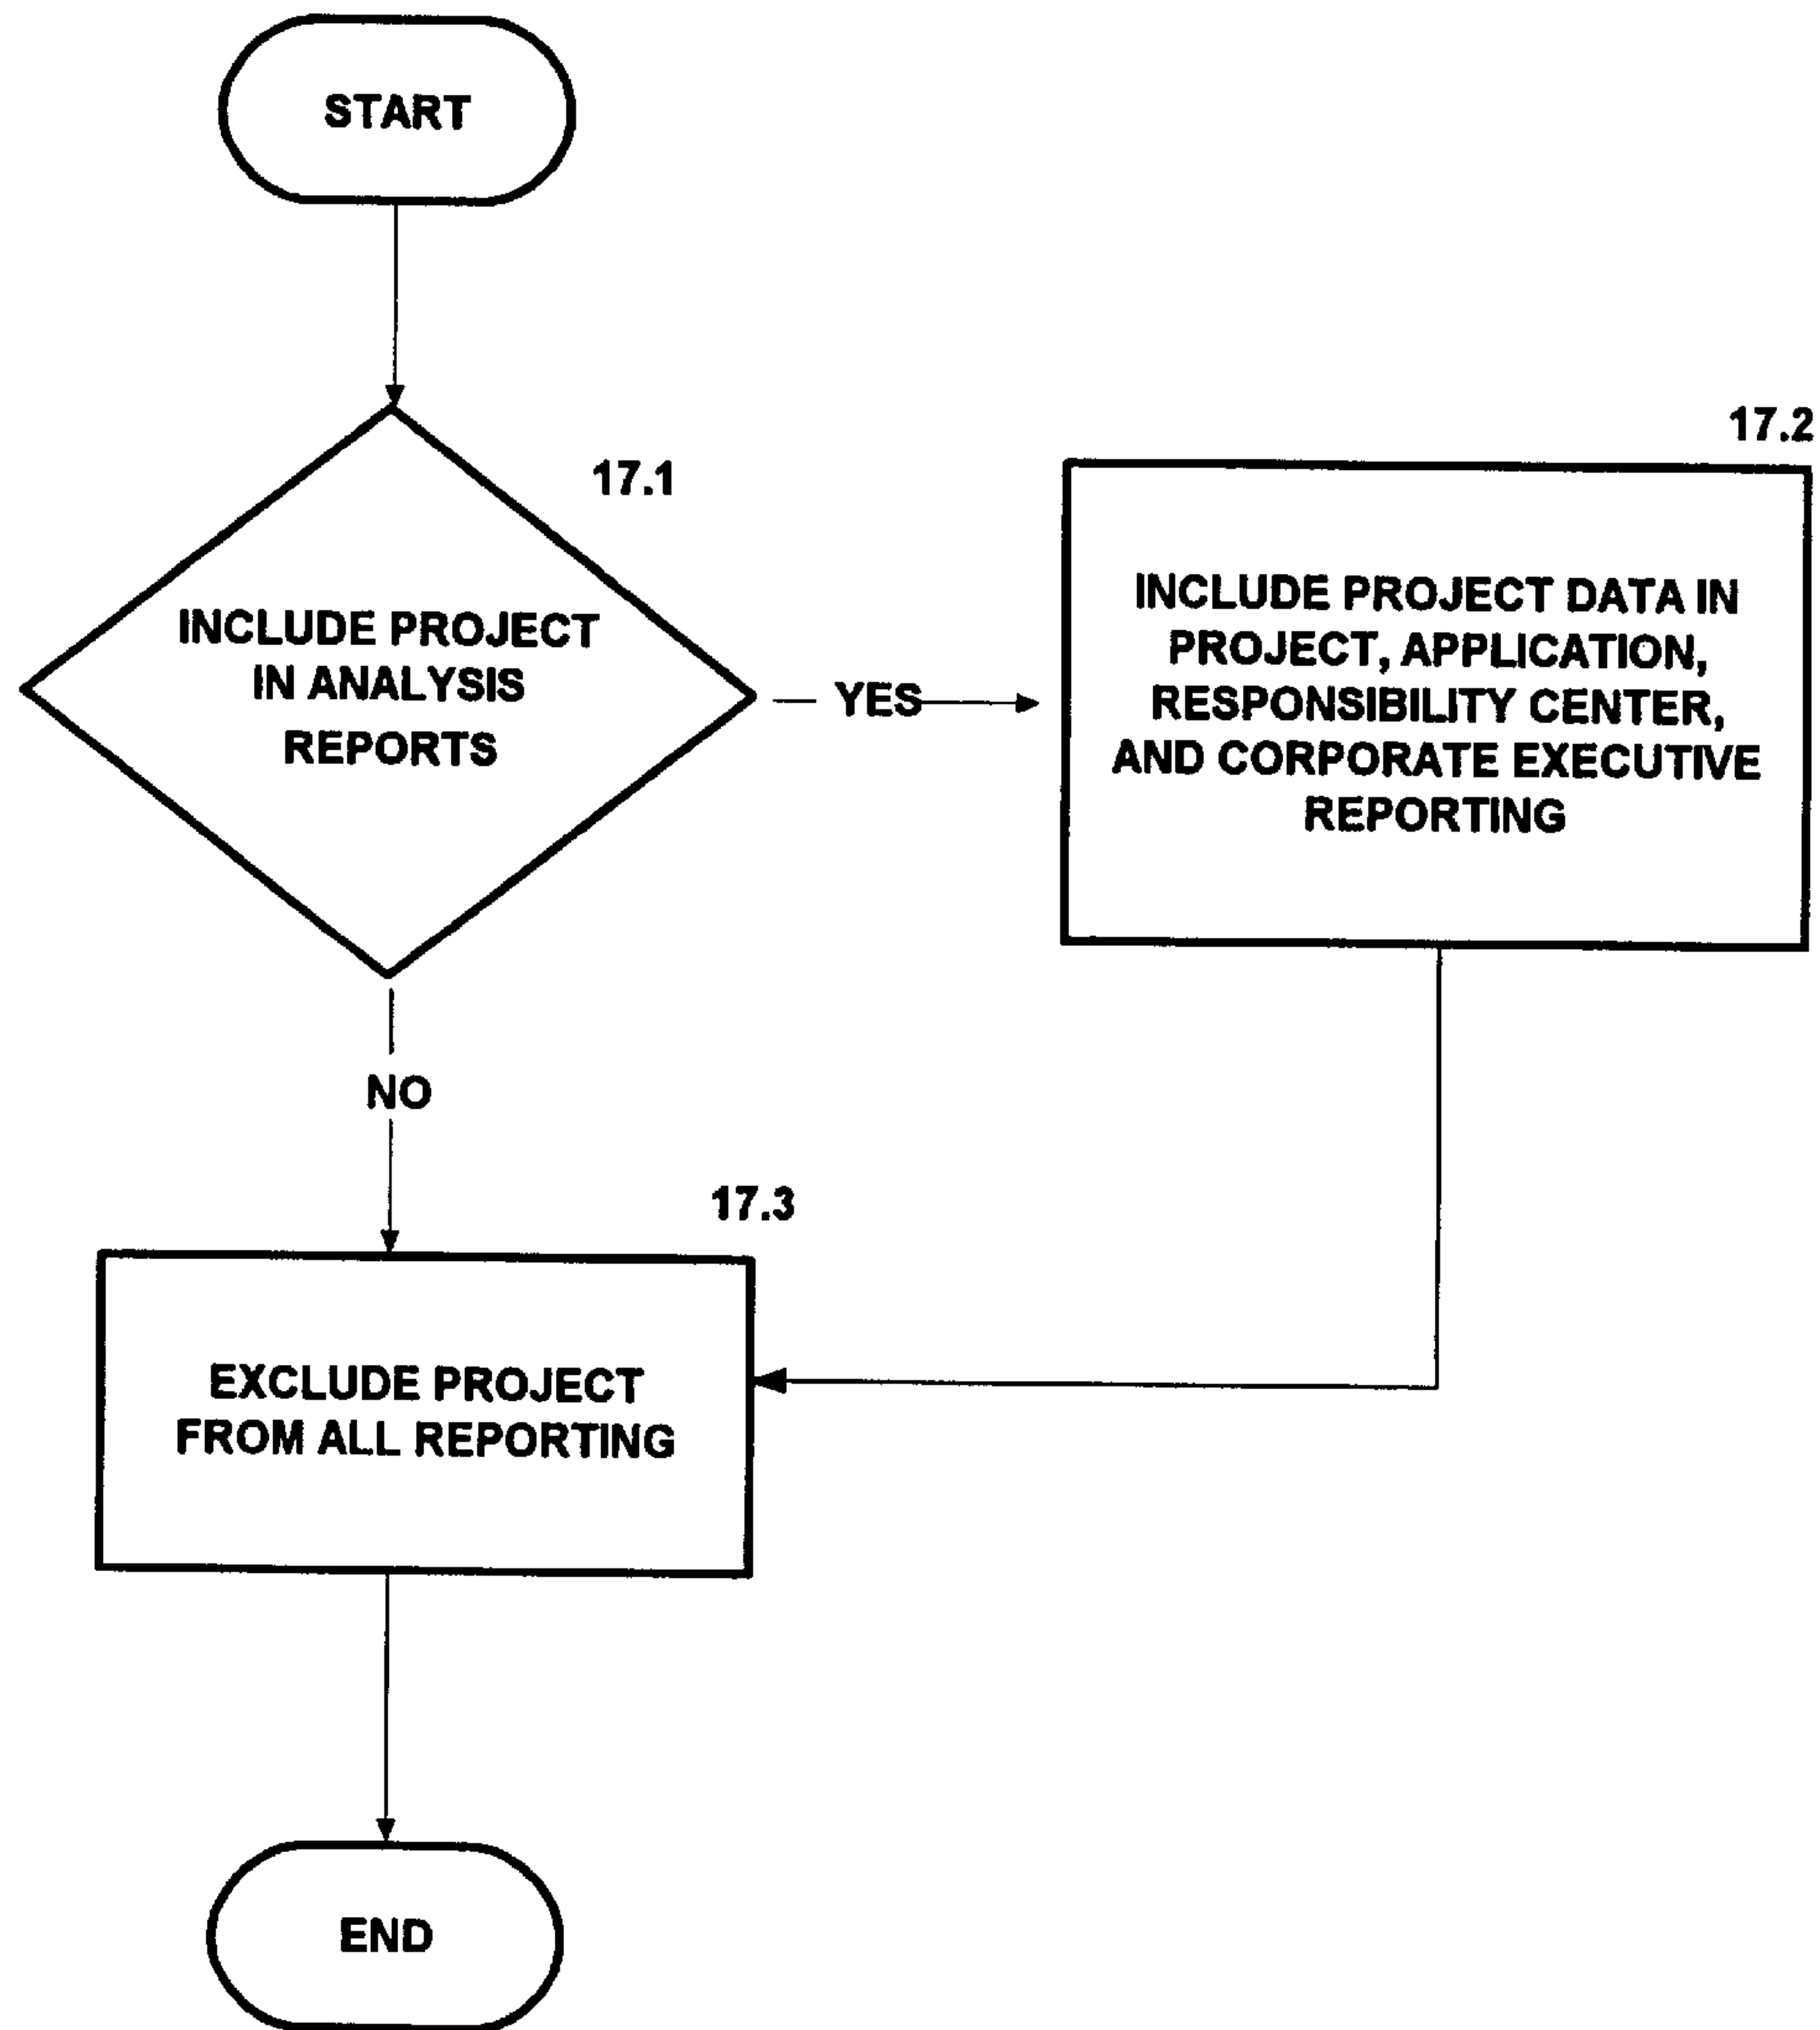 START
17.1
INCLUDE PROJECT
IN ANALYSIS
REPORTS
YES
17.2
INCLUDE PROJECT DATA IN
PROJECT, APPLICATION,
RESPONSIBILITY CENTER,
AND CORPORATE EXECUTIVE
REPORTING
NO
17.3
EXCLUDE PROJECT
FROM ALL REPORTING
END